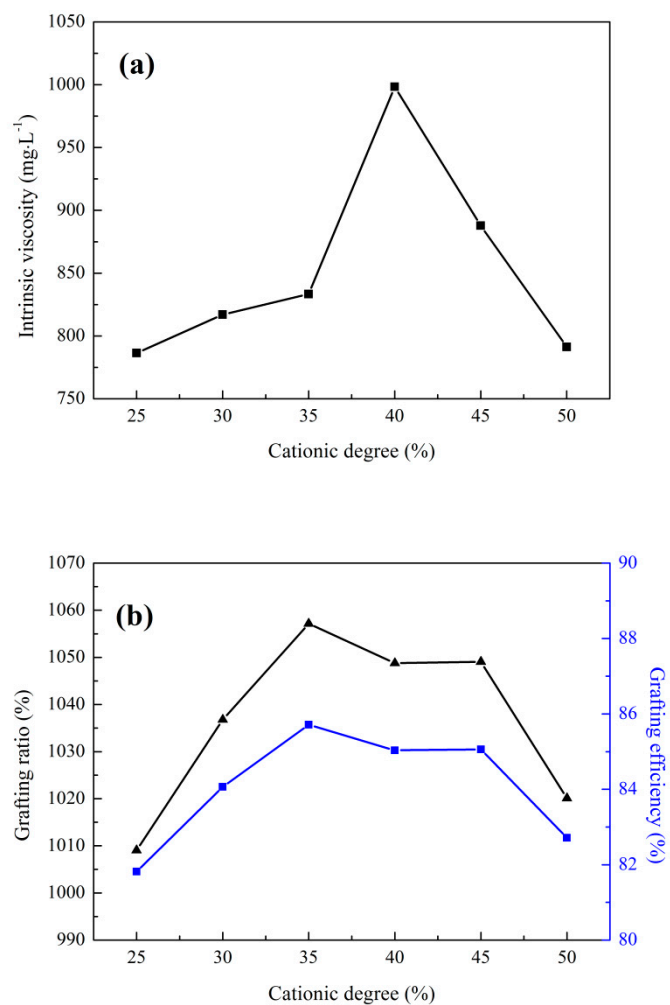 (a)
Intrinsic viscosity (mg·L⁻¹)
1050
1000
950
900
850
800
750
25 30 35 40 45 50
Cationic degree (%)
(b)
Grafting ratio (%)
1070
1060
1050
1040
1030
1020
1010
1000
990
90
88
86
84
82
80
Grafting efficiency (%)
25 30 35 40 45 50
Cationic degree (%)